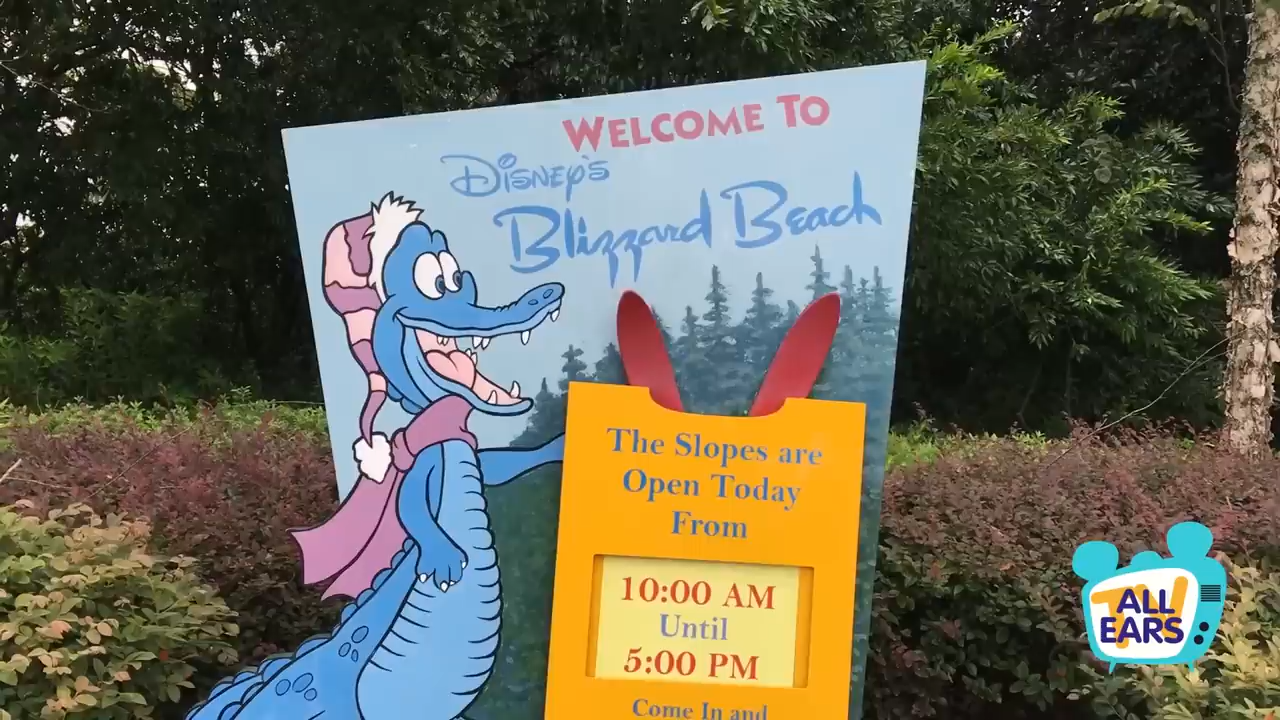 WELCOME TO
DISNEY'S
Blizzard Beach
The Slopes are
Open Today
From
10:00 AM
Until
5:00 PM
Come In and
ALL
EARS
TV